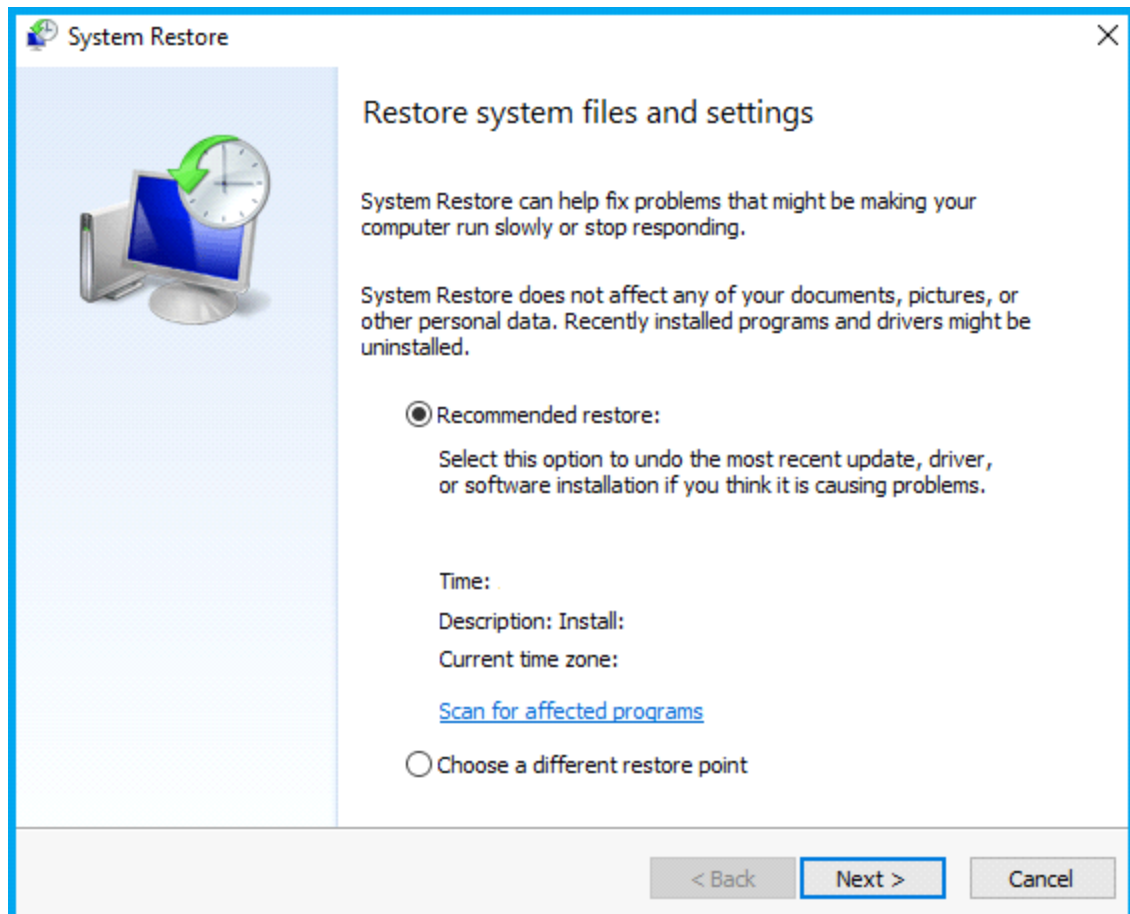 System Restore
Restore system files and settings
System Restore can help fix problems that might be making your
computer run slowly or stop responding.
System Restore does not affect any of your documents, pictures, or
other personal data. Recently installed programs and drivers might be
uninstalled.
Recommended restore:
Select this option to undo the most recent update, driver,
or software installation if you think it is causing problems.
Time:
Description: Install:
Current time zone:
Scan for affected programs
Choose a different restore point
< Back
Next >
Cancel